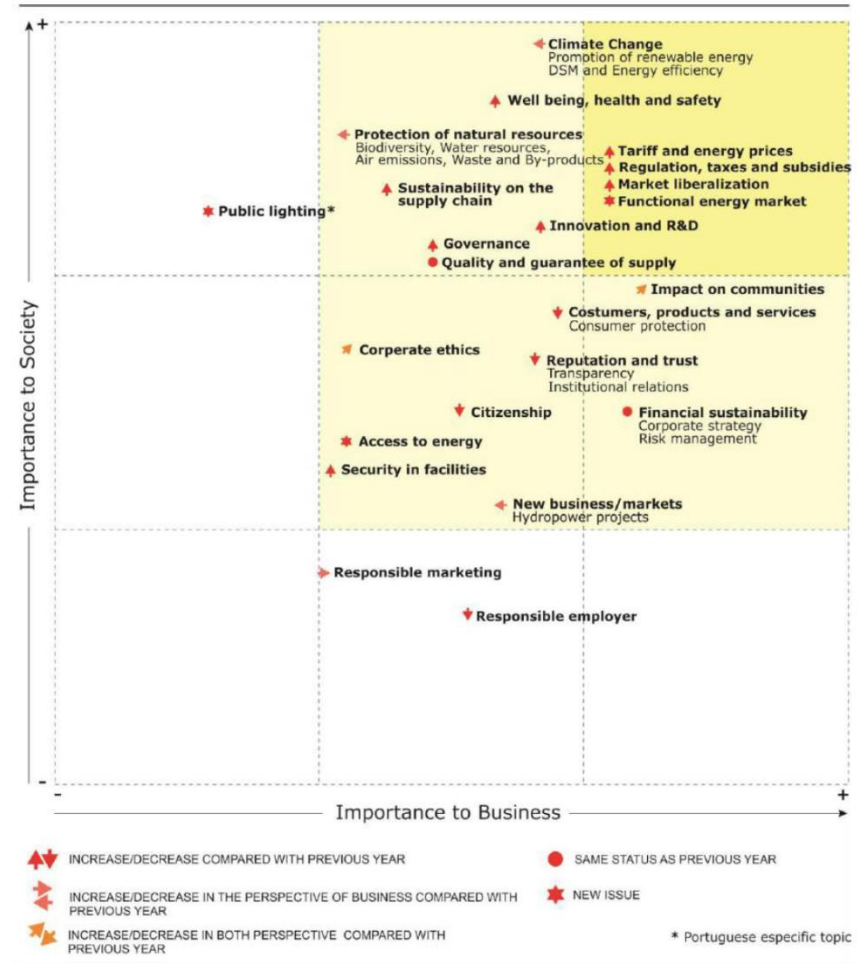 +
Climate Change
Promotion of renewable energy
DSM and Energy efficiency
Well being, health and safety
Protection of natural resources
Biodiversity, Water resources,
Air emissions, Waste and By-products
Tariff and energy prices
Regulation, taxes and subsidies
Market liberalization
Functional energy market
Sustainability on the
supply chain
Public lighting*
Innovation and R&D
Governance
Quality and guarantee of supply
Impact on communities
Costumers, products and services
Consumer protection
Corperate ethics
Reputation and trust
Transparency
Institutional relations
Citizenship
Financial sustainability
Corporate strategy
Risk management
Access to energy
Security in facilities
New business/markets
Hydropower projects
Responsible marketing
Responsible employer
Importance to Society
-
-
+
Importance to Business
INCREASE/DECREASE COMPARED WITH PREVIOUS YEAR
SAME STATUS AS PREVIOUS YEAR
INCREASE/DECREASE IN THE PERSPECTIVE OF BUSINESS COMPARED WITH
PREVIOUS YEAR
NEW ISSUE
INCREASE/DECREASE IN BOTH PERSPECTIVE COMPARED WITH
PREVIOUS YEAR
* Portuguese especific topic